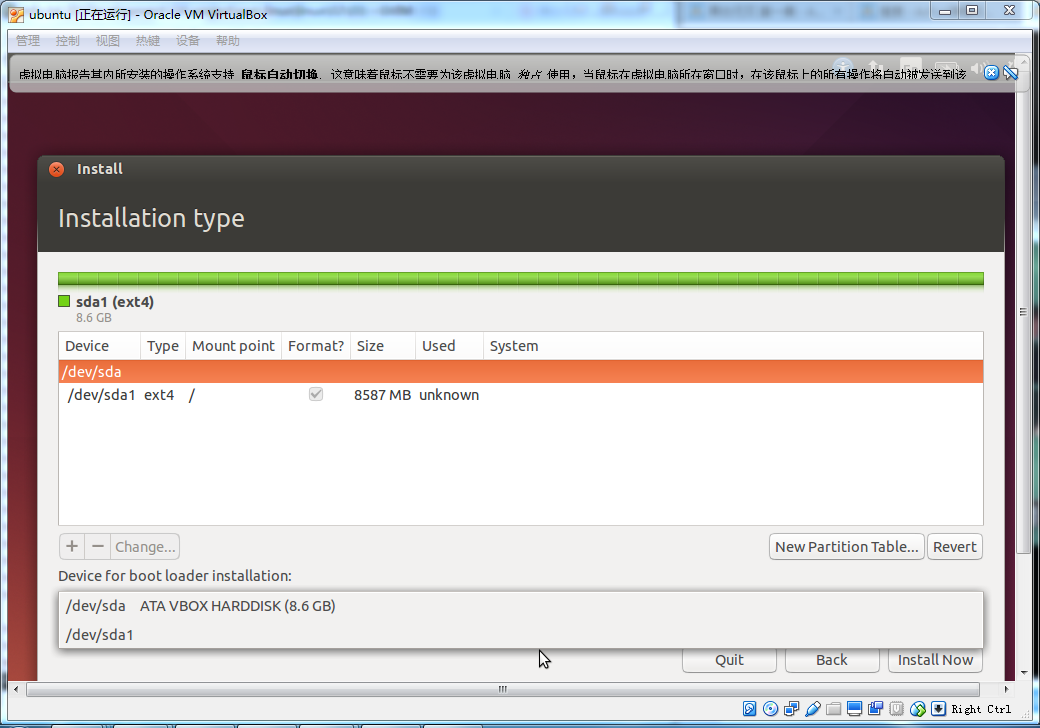 ubuntu [正在运行] - Oracle VM VirtualBox
管理 控制 视图 热键 设备 帮助
虚拟电脑报告其内所安装的操作系统支持 鼠标自动切换. 这意味着鼠标不需要为该虚拟电脑 独占 使用，当鼠标在虚拟电脑所在窗口时，在该鼠标上的所有操作将自动被发送到该
Install
Installation type
sda1 (ext4)
8.6 GB
Device Type Mount point Format? Size Used System
/dev/sda
/dev/sda1 ext4 / 8587 MB unknown
+ − Change... New Partition Table... Revert
Device for boot loader installation:
/dev/sda ATA VBOX HARDDISK (8.6 GB)
/dev/sda1
Quit Back Install Now
Right Ctrl